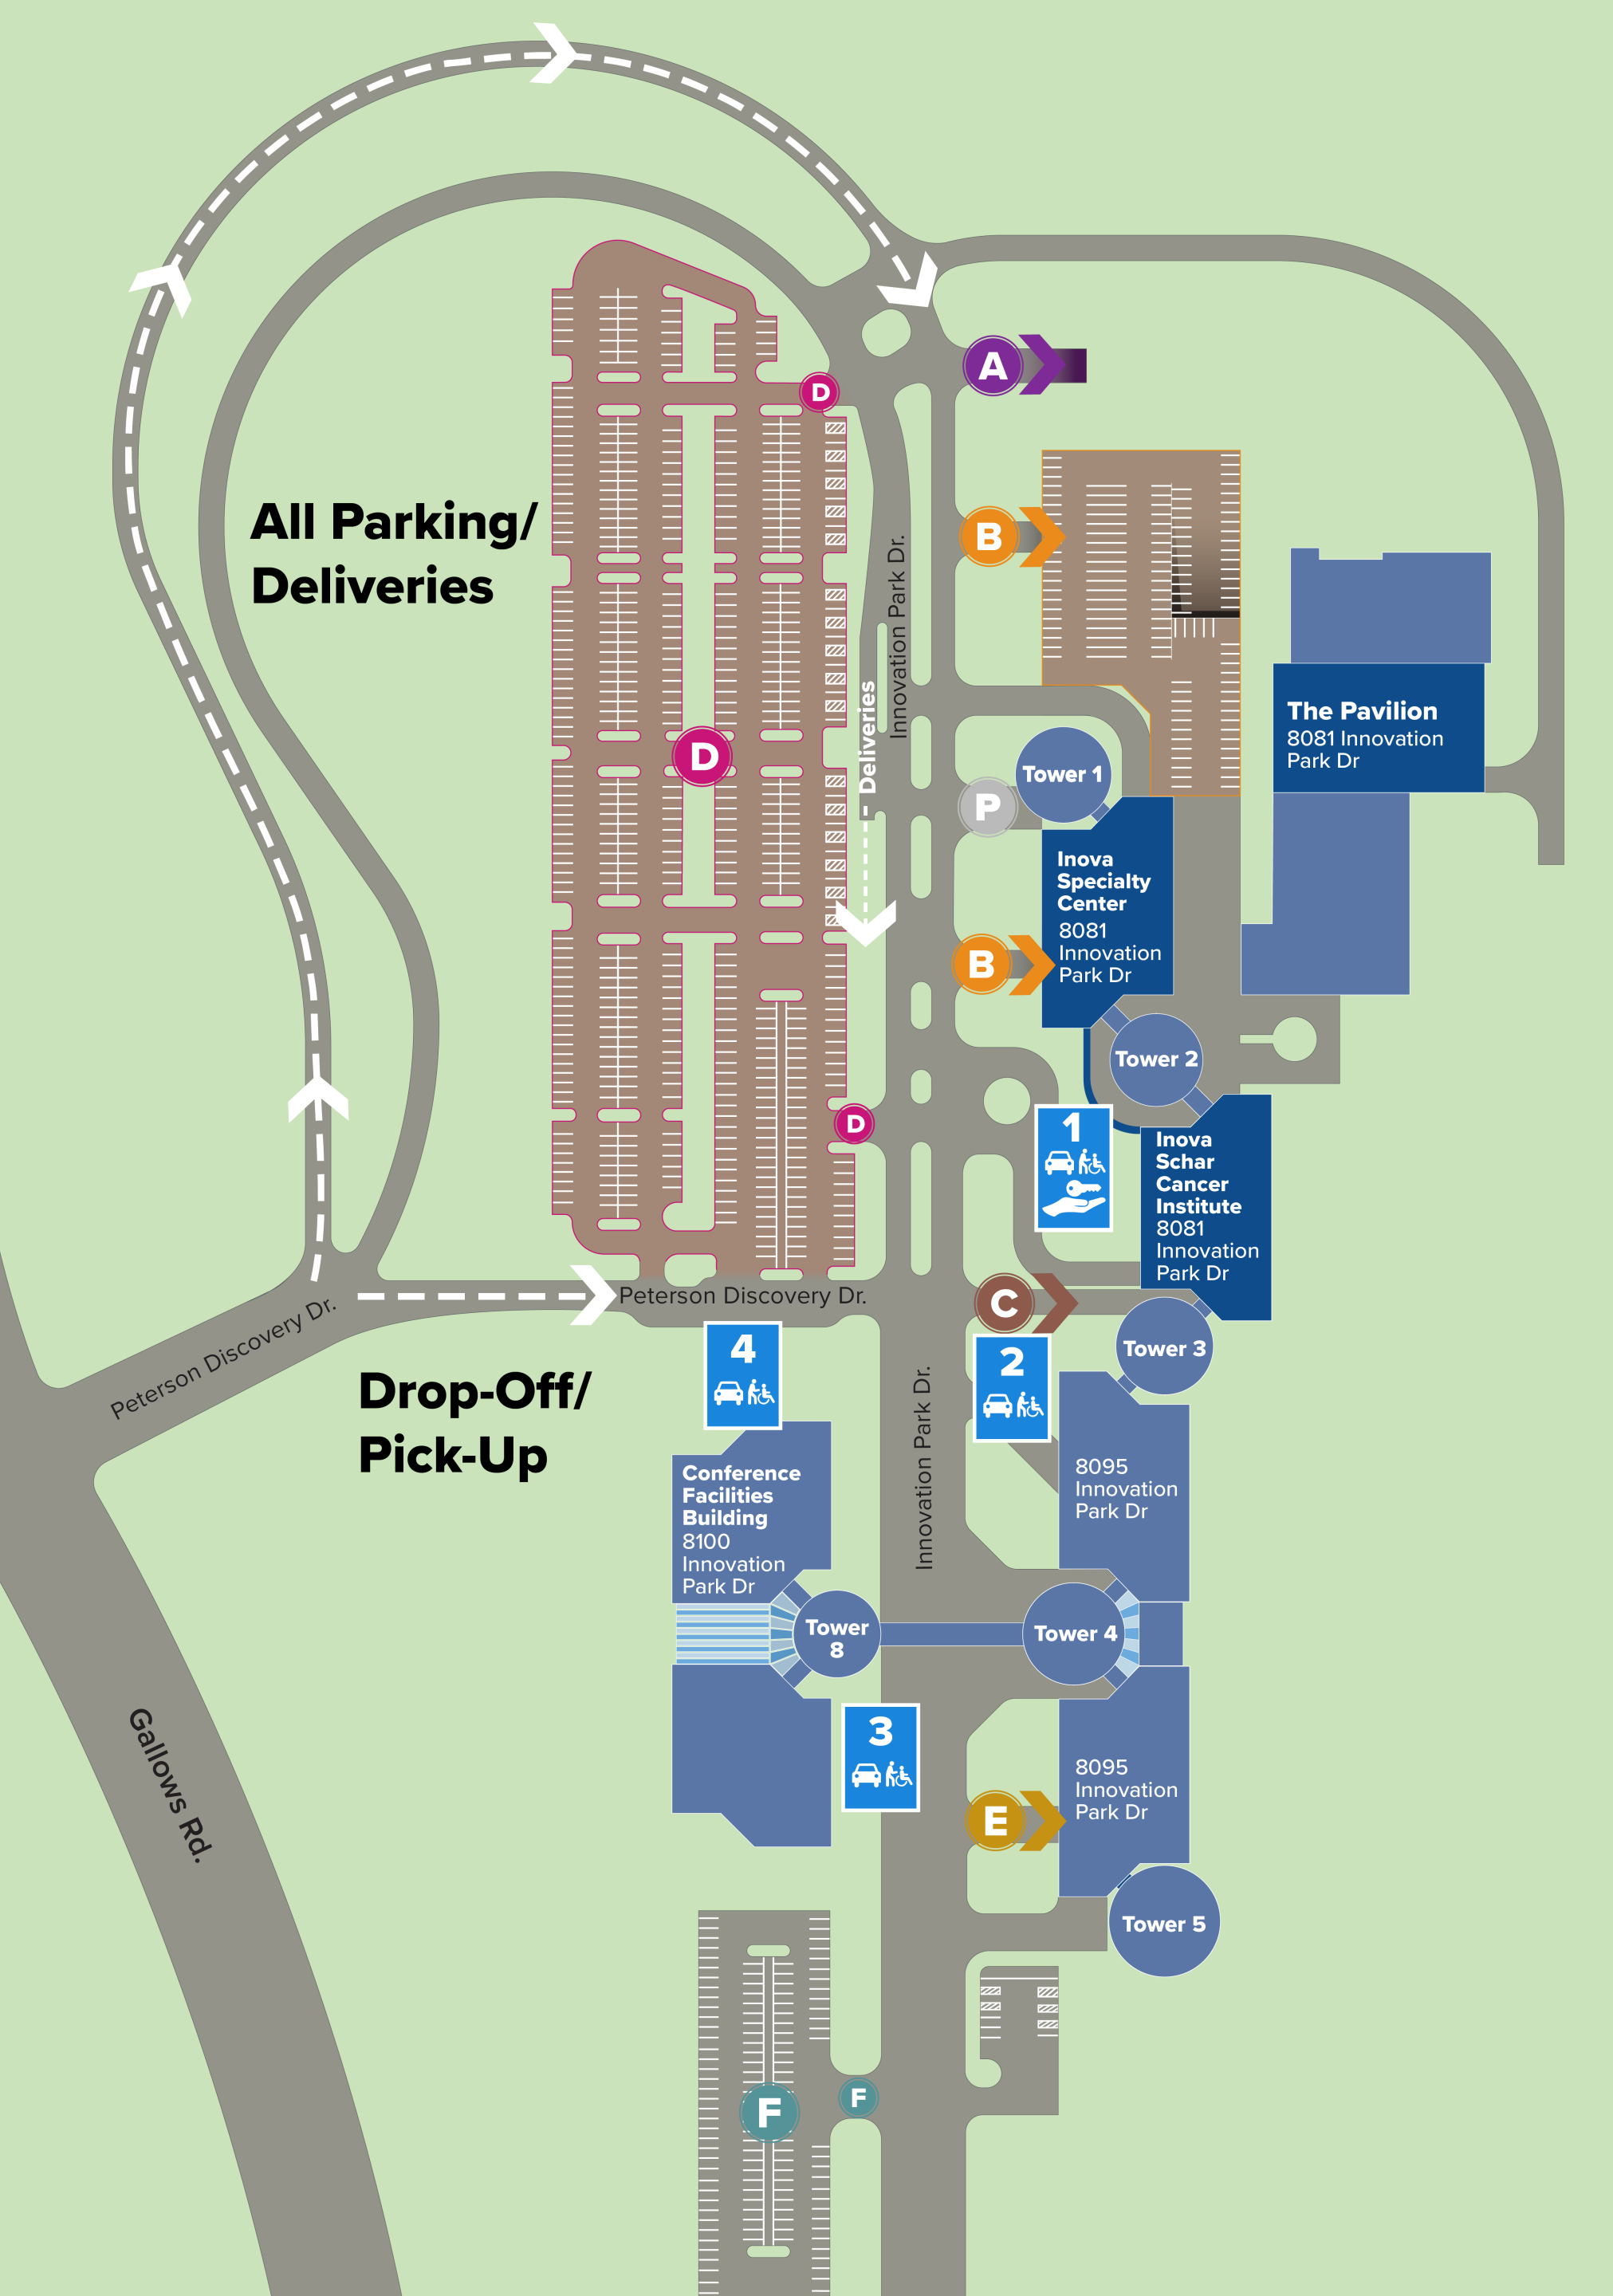 A
D
All Parking/
Deliveries
B
Innovation Park Dr.
Deliveries
D
The Pavilion
8081 Innovation
Park Dr
Tower 1
P
Inova
Specialty
Center
8081
Innovation
Park Dr
B
Tower 2
D
1
Inova
Schar
Cancer
Institute
8081
Innovation
Park Dr
Peterson Discovery Dr.
Peterson Discovery Dr.
C
Tower 3
4
2
Drop-Off/
Pick-Up
Innovation Park Dr.
Conference
Facilities
Building
8100
Innovation
Park Dr
8095
Innovation
Park Dr
Tower
8
Tower 4
Gallows Rd.
3
8095
Innovation
Park Dr
E
Tower 5
F
F